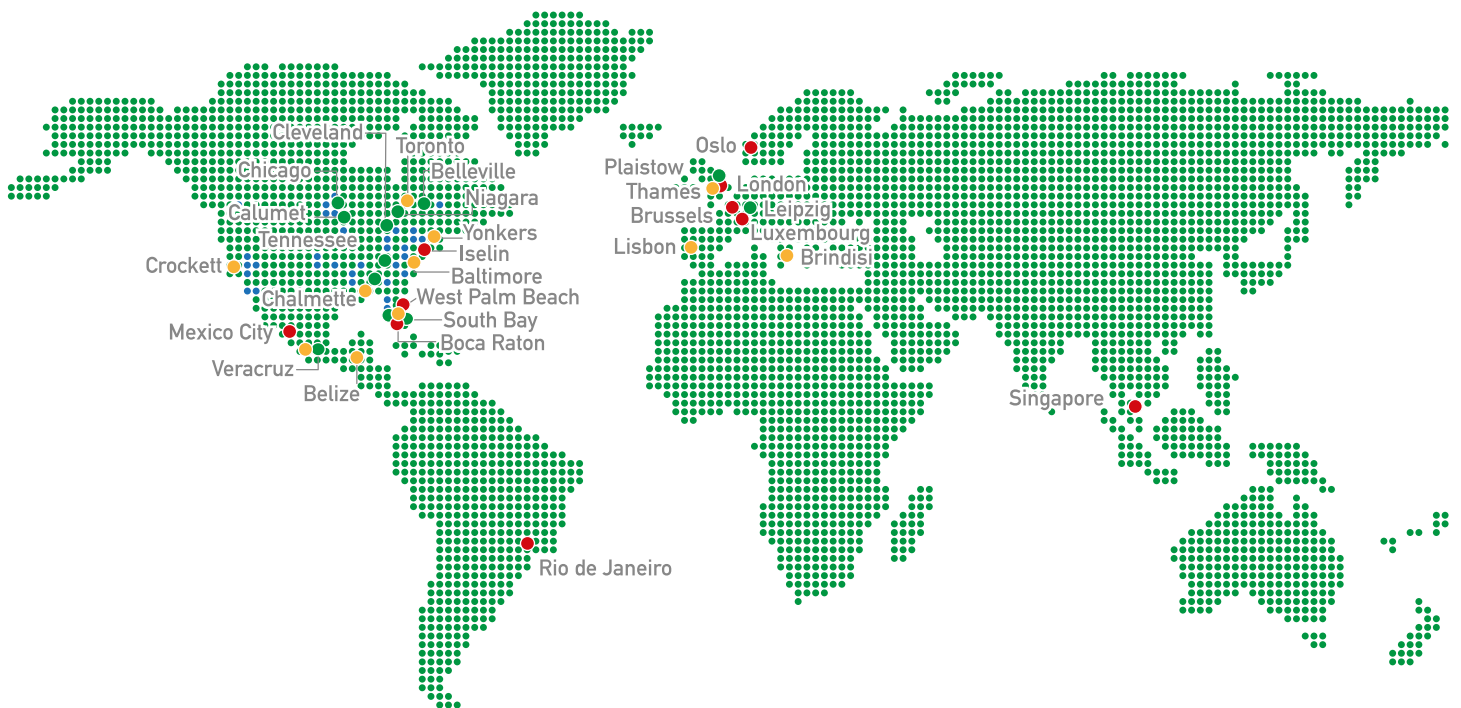 Cleveland
Toronto
Oslo
Chicago
Belleville
Plaistow
London
Thames
Niagara
Calumet
Brussels
Leipzig
Tennessee
Yonkers
Luxembourg
Iselin
Lisbon
Brindisi
Crockett
Baltimore
Chalmette
West Palm Beach
South Bay
Mexico City
Boca Raton
Veracruz
Belize
Singapore
Rio de Janeiro